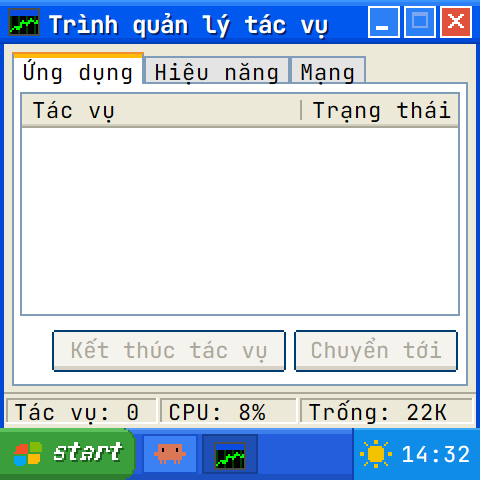 Trình quản lý tác vụ
Ứng dụng Hiệu năng Mạng
Tác vụ Trạng thái
Kết thúc tác vụ Chuyển tới
Tác vụ: 0 CPU: 8% Trống: 22K
start 14:32